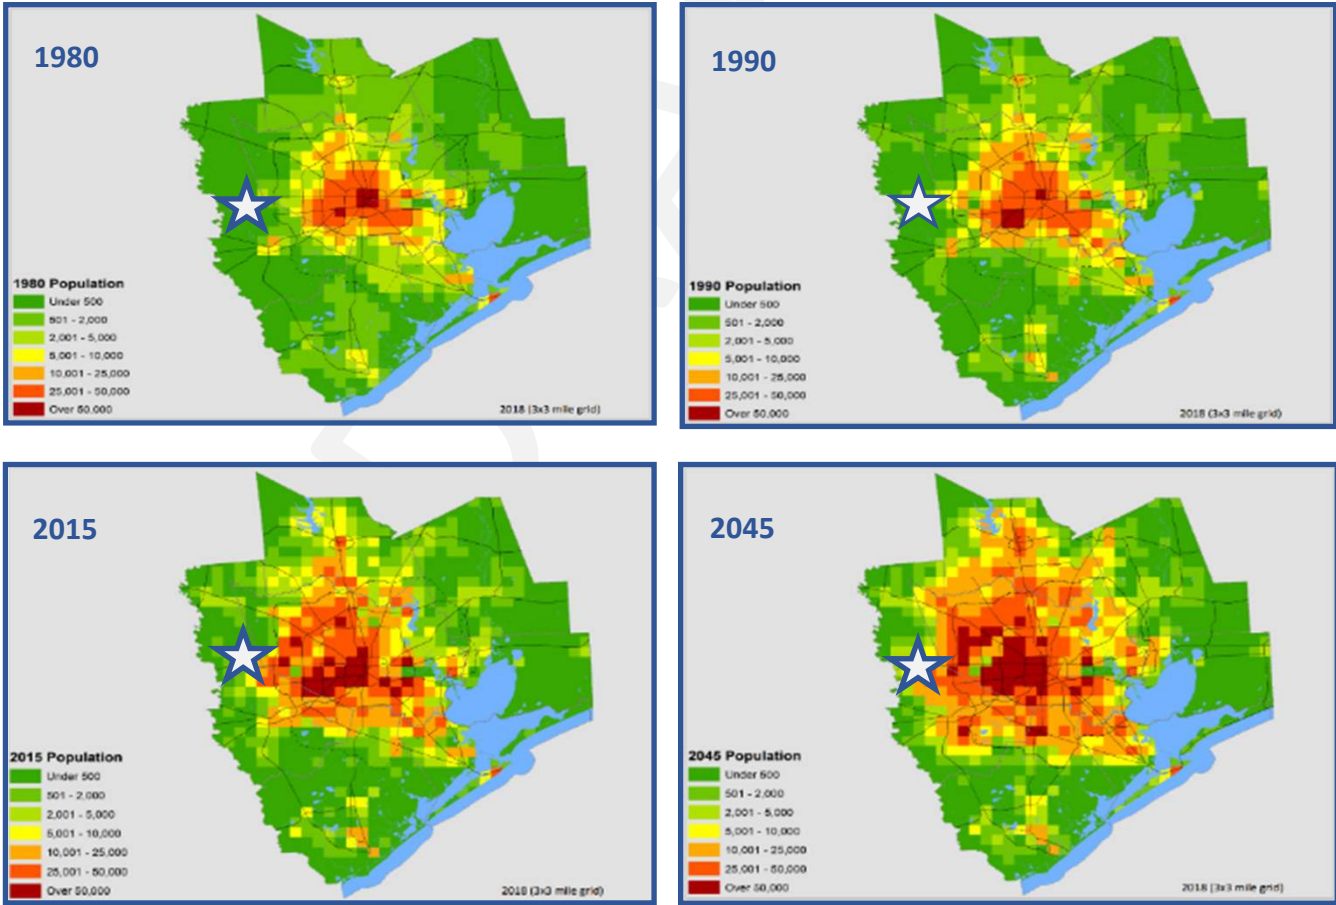 1980
1980 Population
Under 500
501 - 2,000
2,001 - 5,000
5,001 - 10,000
10,001 - 25,000
25,001 - 50,000
Over 50,000
2018 (3x3 mile grid)
1990
1990 Population
Under 500
501 - 2,000
2,001 - 5,000
5,001 - 10,000
10,001 - 25,000
25,001 - 50,000
Over 50,000
2018 (3x3 mile grid)
2015
2015 Population
Under 500
501 - 2,000
2,001 - 5,000
5,001 - 10,000
10,001 - 25,000
25,001 - 50,000
Over 50,000
2018 (3x3 mile grid)
2045
2045 Population
Under 500
501 - 2,000
2,001 - 5,000
5,001 - 10,000
10,001 - 25,000
25,001 - 50,000
Over 50,000
2018 (3x3 mile grid)